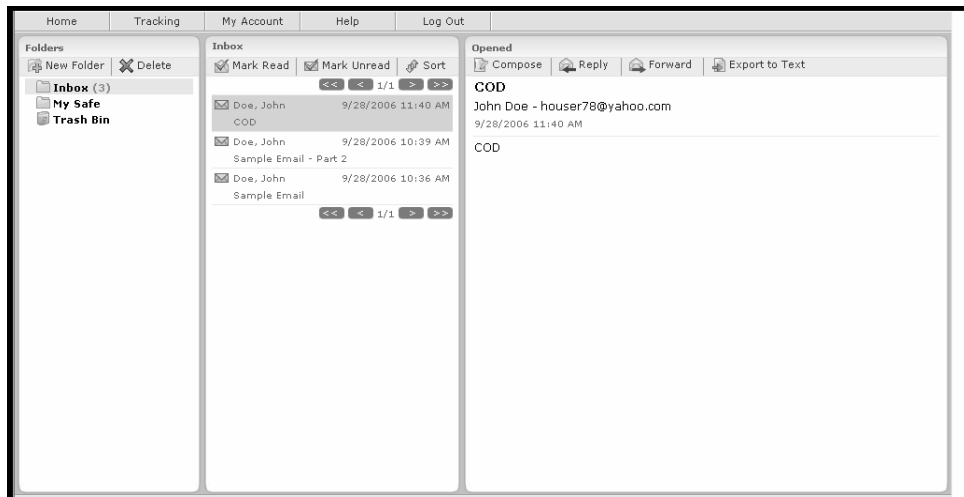 Home Tracking My Account Help Log Out
Folders
New Folder Delete
Inbox (3)
My Safe
Trash Bin
Inbox
Mark Read Mark Unread Sort
<< < 1/1 > >>
Doe, John 9/28/2006 11:40 AM
COD
Doe, John 9/28/2006 10:39 AM
Sample Email - Part 2
Doe, John 9/28/2006 10:36 AM
Sample Email
<< < 1/1 > >>
Opened
Compose Reply Forward Export to Text
COD
John Doe - houser78@yahoo.com
9/28/2006 11:40 AM
COD